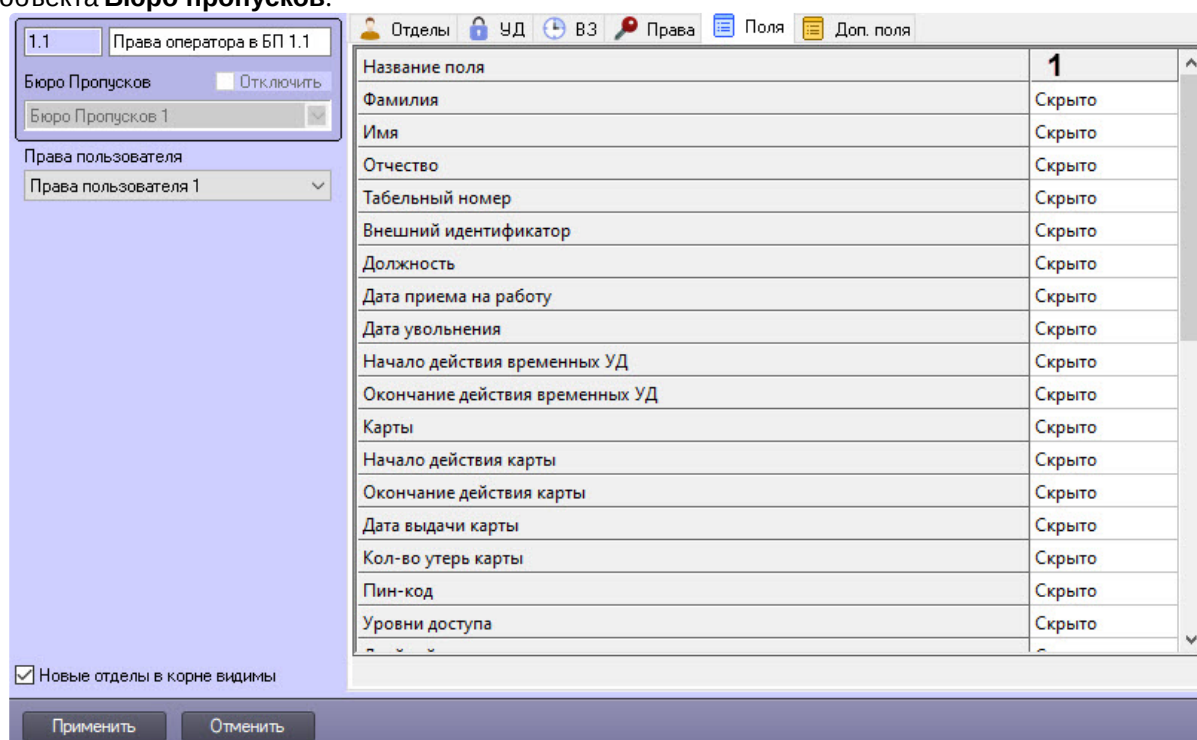 объекта Бюро пропусков.
1.1 Права оператора в БП 1.1
Бюро Пропусков Отключить
Бюро Пропусков 1
Права пользователя
Права пользователя 1
Отделы УД ВЗ Права Поля Доп. поля
Название поля 1
Фамилия Скрыто
Имя Скрыто
Отчество Скрыто
Табельный номер Скрыто
Внешний идентификатор Скрыто
Должность Скрыто
Дата приема на работу Скрыто
Дата увольнения Скрыто
Начало действия временных УД Скрыто
Окончание действия временных УД Скрыто
Карты Скрыто
Начало действия карты Скрыто
Окончание действия карты Скрыто
Дата выдачи карты Скрыто
Кол-во утерь карты Скрыто
Пин-код Скрыто
Уровни доступа Скрыто
Новые отделы в корне видимы
Применить Отменить